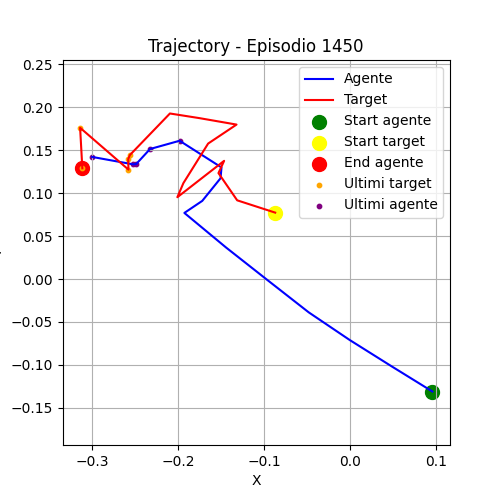 Trajectory - Episodio 1450
0.25
0.20
0.15
0.10
0.05
0.00
−0.05
−0.10
−0.15
−0.3
−0.2
−0.1
0.0
0.1
X
Agente
Target
Start agente
Start target
End agente
Ultimi target
Ultimi agente